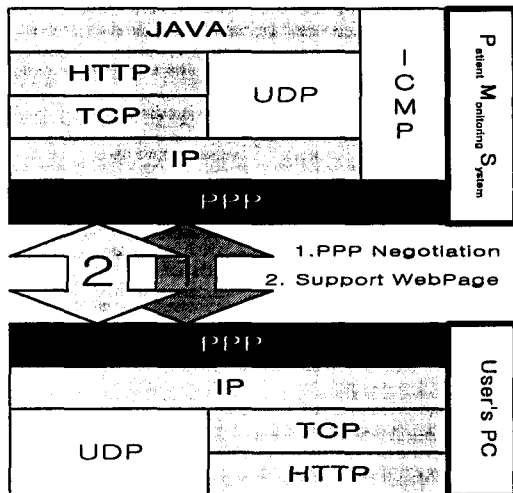 JAVA
HTTP
TCP
UDP
IP
ICMP
PPP
Patient Monitoring System
2
1
1.PPP Negotiation
2. Support WebPage
PPP
IP
UDP
TCP
HTTP
User's PC